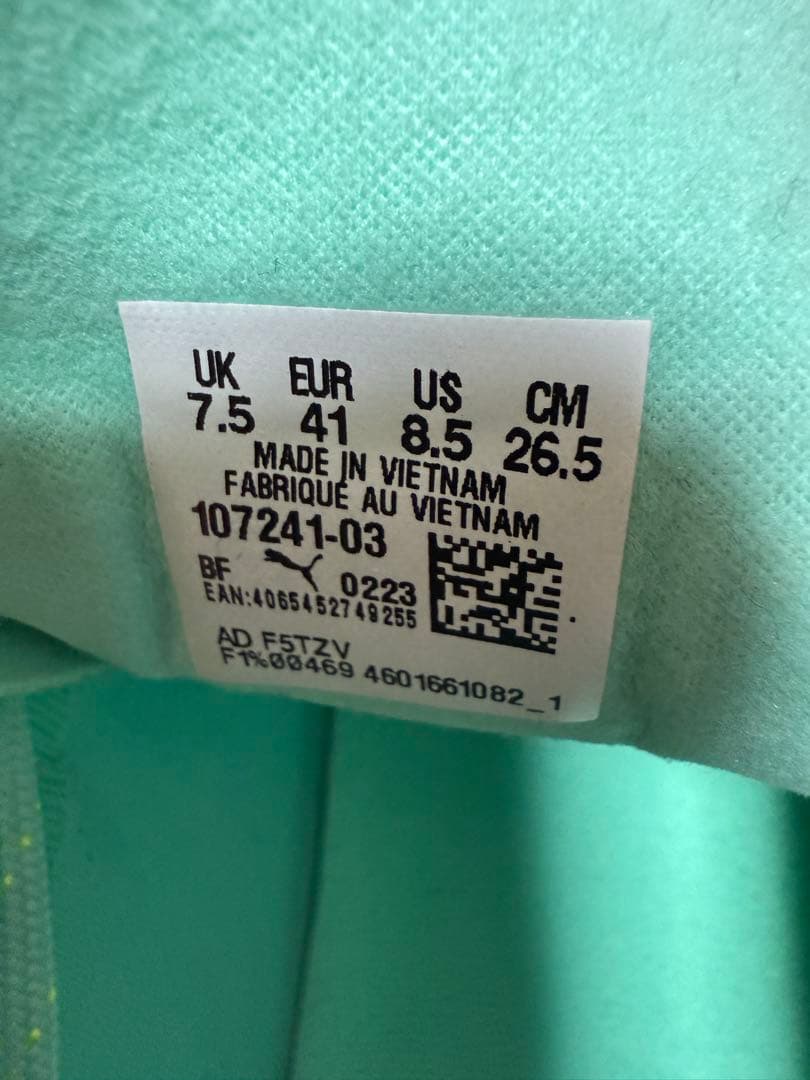 UK EUR US CM
7.5 41 8.5 26.5
MADE IN VIETNAM
FABRIQUÉ AU VIETNAM
107241-03
BF 0223
EAN:4065452749255
AD F5TZV
F1%00469 4601661082_1